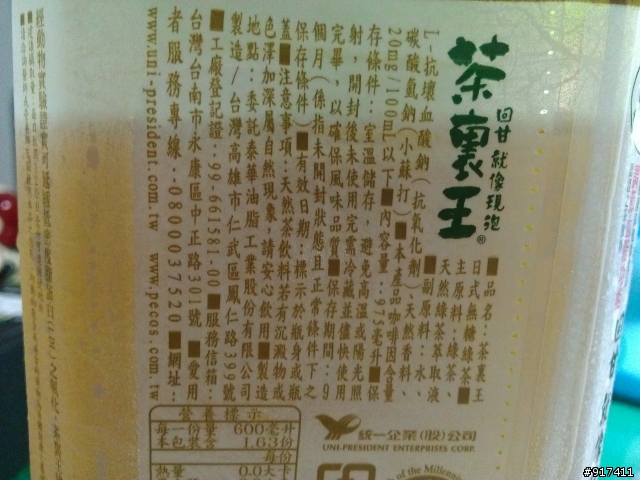 回甘就像現泡
茶裏王®
■品名：茶裏王
日式無糖綠茶■
主原料：綠茶、
天然綠茶萃取液
■副原料：水、
L-抗壞血酸鈉(抗氧化劑)、天然香料、
碳酸氫鈉(小蘇打)■本產品咖啡因含量
20mg/100ml以下■內容量：975毫升■保
存條件：室溫儲存，避免高溫或陽光照
射，開封後未使用完需冷藏並儘快使用
完畢，以確保風味品質■保存期間：9
個月(係指未開封狀態且正常條件下之
保存條件)■有效日期：標示於瓶身或瓶
蓋■注意事項：天然茶飲料若有沉澱物或
色澤加深屬自然現象，請安心飲用■製造
地點：委託泰華油脂工業股份有限公司
製造/台灣高雄市仁武區鳳仁路399號
■工廠登記證：99-661581-00■服務信箱：
台灣台南市永康區中正路301號■愛用
者服務專線：0800037520■網址：
www.uni-president.com.tw www.pecos.com.tw
營養標示
每一份量 600毫升
本包裝含 1.63份
每份
熱量 0.0大卡
統一企業(股)公司
UNI-PRESIDENT ENTERPRISES CORP.
of the Millenni
#917411